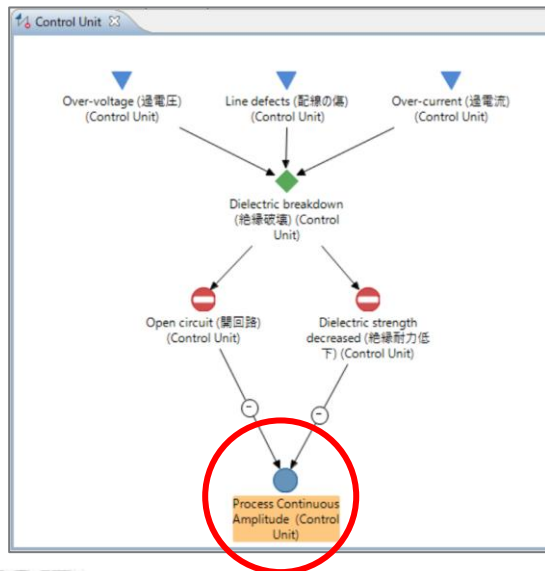 Control Unit
Over-voltage (過電圧)
(Control Unit)
Line defects (配線の傷)
(Control Unit)
Over-current (過電流)
(Control Unit)
Dielectric breakdown
(絶縁破壊) (Control
Unit)
Open circuit (開回路)
(Control Unit)
Dielectric strength
decreased (絶縁耐力低
下) (Control Unit)
Process Continuous
Amplitude (Control
Unit)